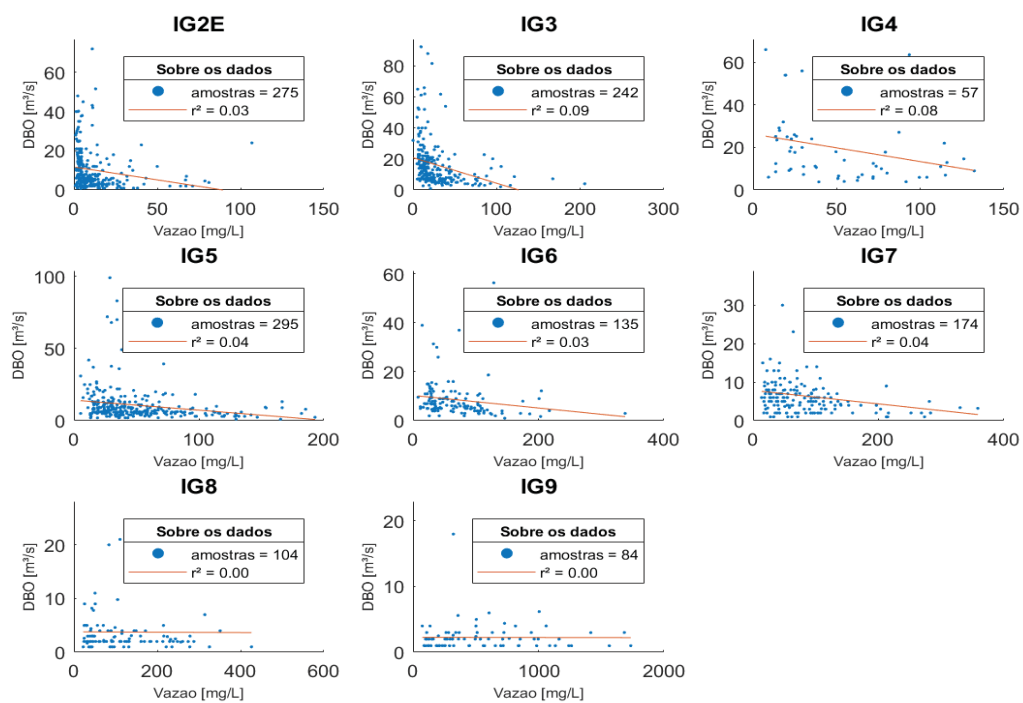 IG2E
60
40
20
0
0
50
100
150
DBO [m³/s]
Vazao [mg/L]
Sobre os dados
amostras = 275
r² = 0.03
IG3
80
60
40
20
0
0
100
200
300
DBO [m³/s]
Vazao [mg/L]
Sobre os dados
amostras = 242
r² = 0.09
IG4
60
40
20
0
0
50
100
150
DBO [m³/s]
Vazao [mg/L]
Sobre os dados
amostras = 57
r² = 0.08
IG5
100
50
0
0
100
200
DBO [m³/s]
Vazao [mg/L]
Sobre os dados
amostras = 295
r² = 0.04
IG6
60
40
20
0
0
200
400
DBO [m³/s]
Vazao [mg/L]
Sobre os dados
amostras = 135
r² = 0.03
IG7
30
20
10
0
0
200
400
DBO [m³/s]
Vazao [mg/L]
Sobre os dados
amostras = 174
r² = 0.04
IG8
20
10
0
0
200
400
600
DBO [m³/s]
Vazao [mg/L]
Sobre os dados
amostras = 104
r² = 0.00
IG9
20
10
0
0
1000
2000
DBO [m³/s]
Vazao [mg/L]
Sobre os dados
amostras = 84
r² = 0.00